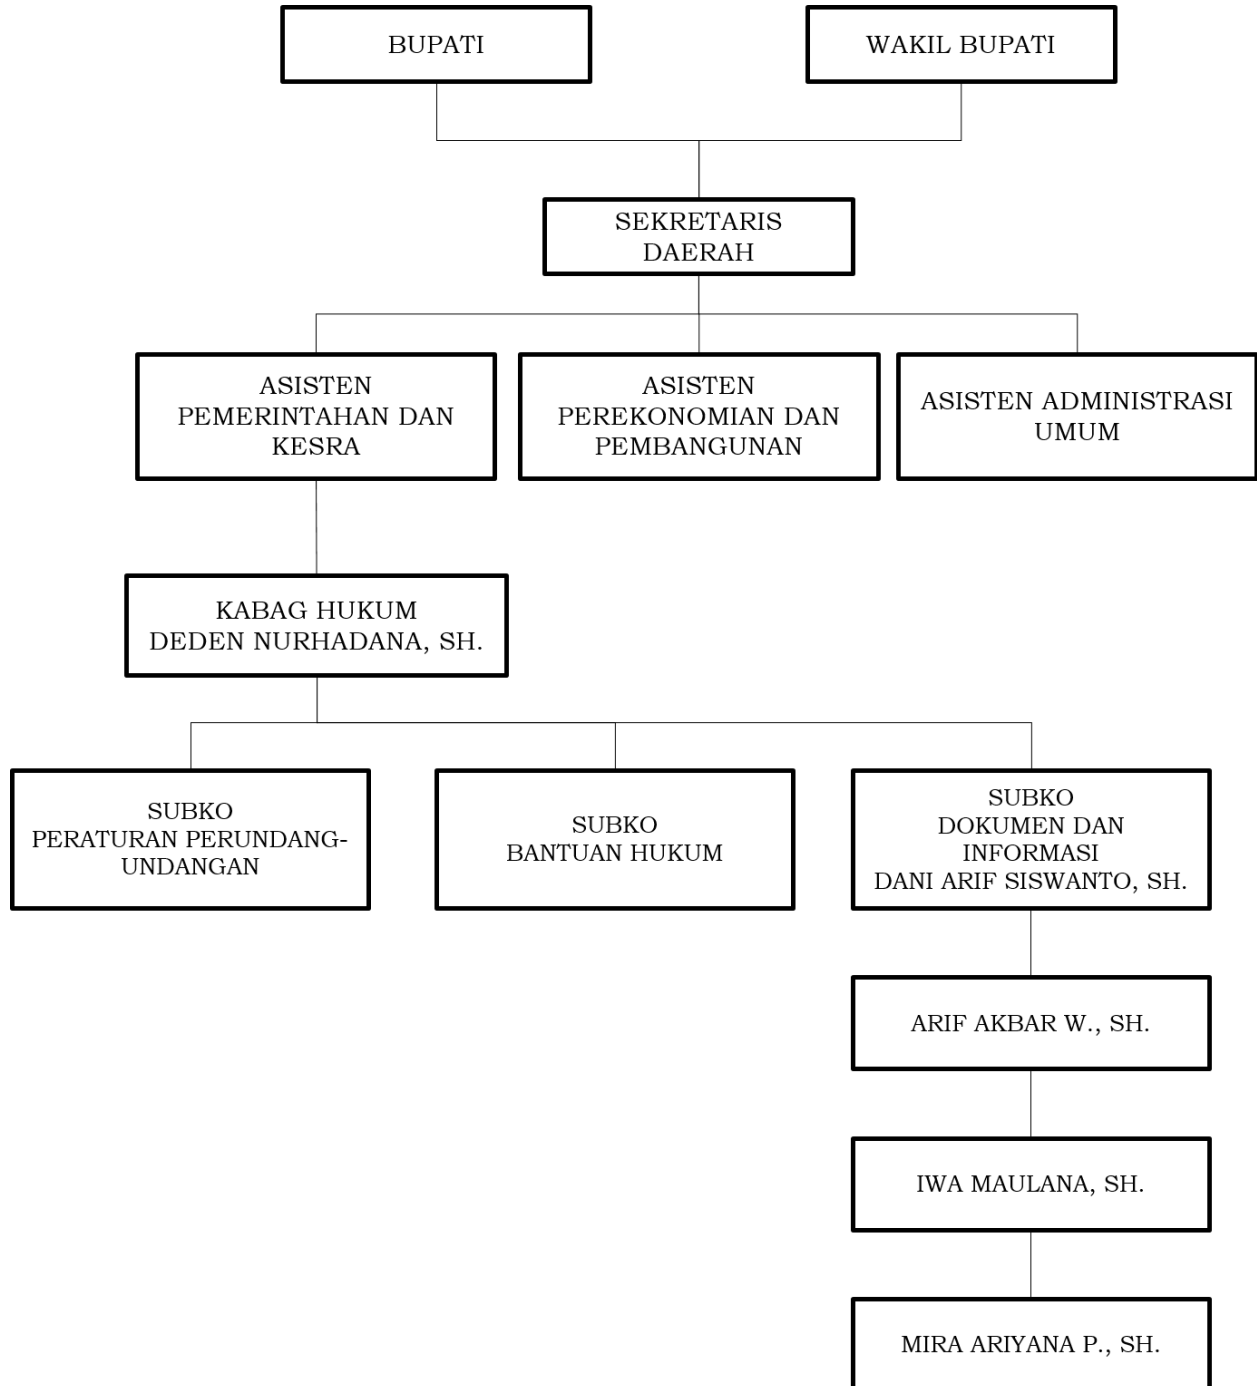 BUPATI
WAKIL BUPATI
SEKRETARIS
DAERAH
ASISTEN
PEMERINTAHAN DAN
KESRA
ASISTEN
PEREKONOMIAN DAN
PEMBANGUNAN
ASISTEN ADMINISTRASI
UMUM
KABAG HUKUM
DEDEN NURHADANA, SH.
SUBKO
PERATURAN PERUNDANG-
UNDANGAN
SUBKO
BANTUAN HUKUM
SUBKO
DOKUMEN DAN
INFORMASI
DANI ARIF SISWANTO, SH.
ARIF AKBAR W., SH.
IWA MAULANA, SH.
MIRA ARIYANA P., SH.